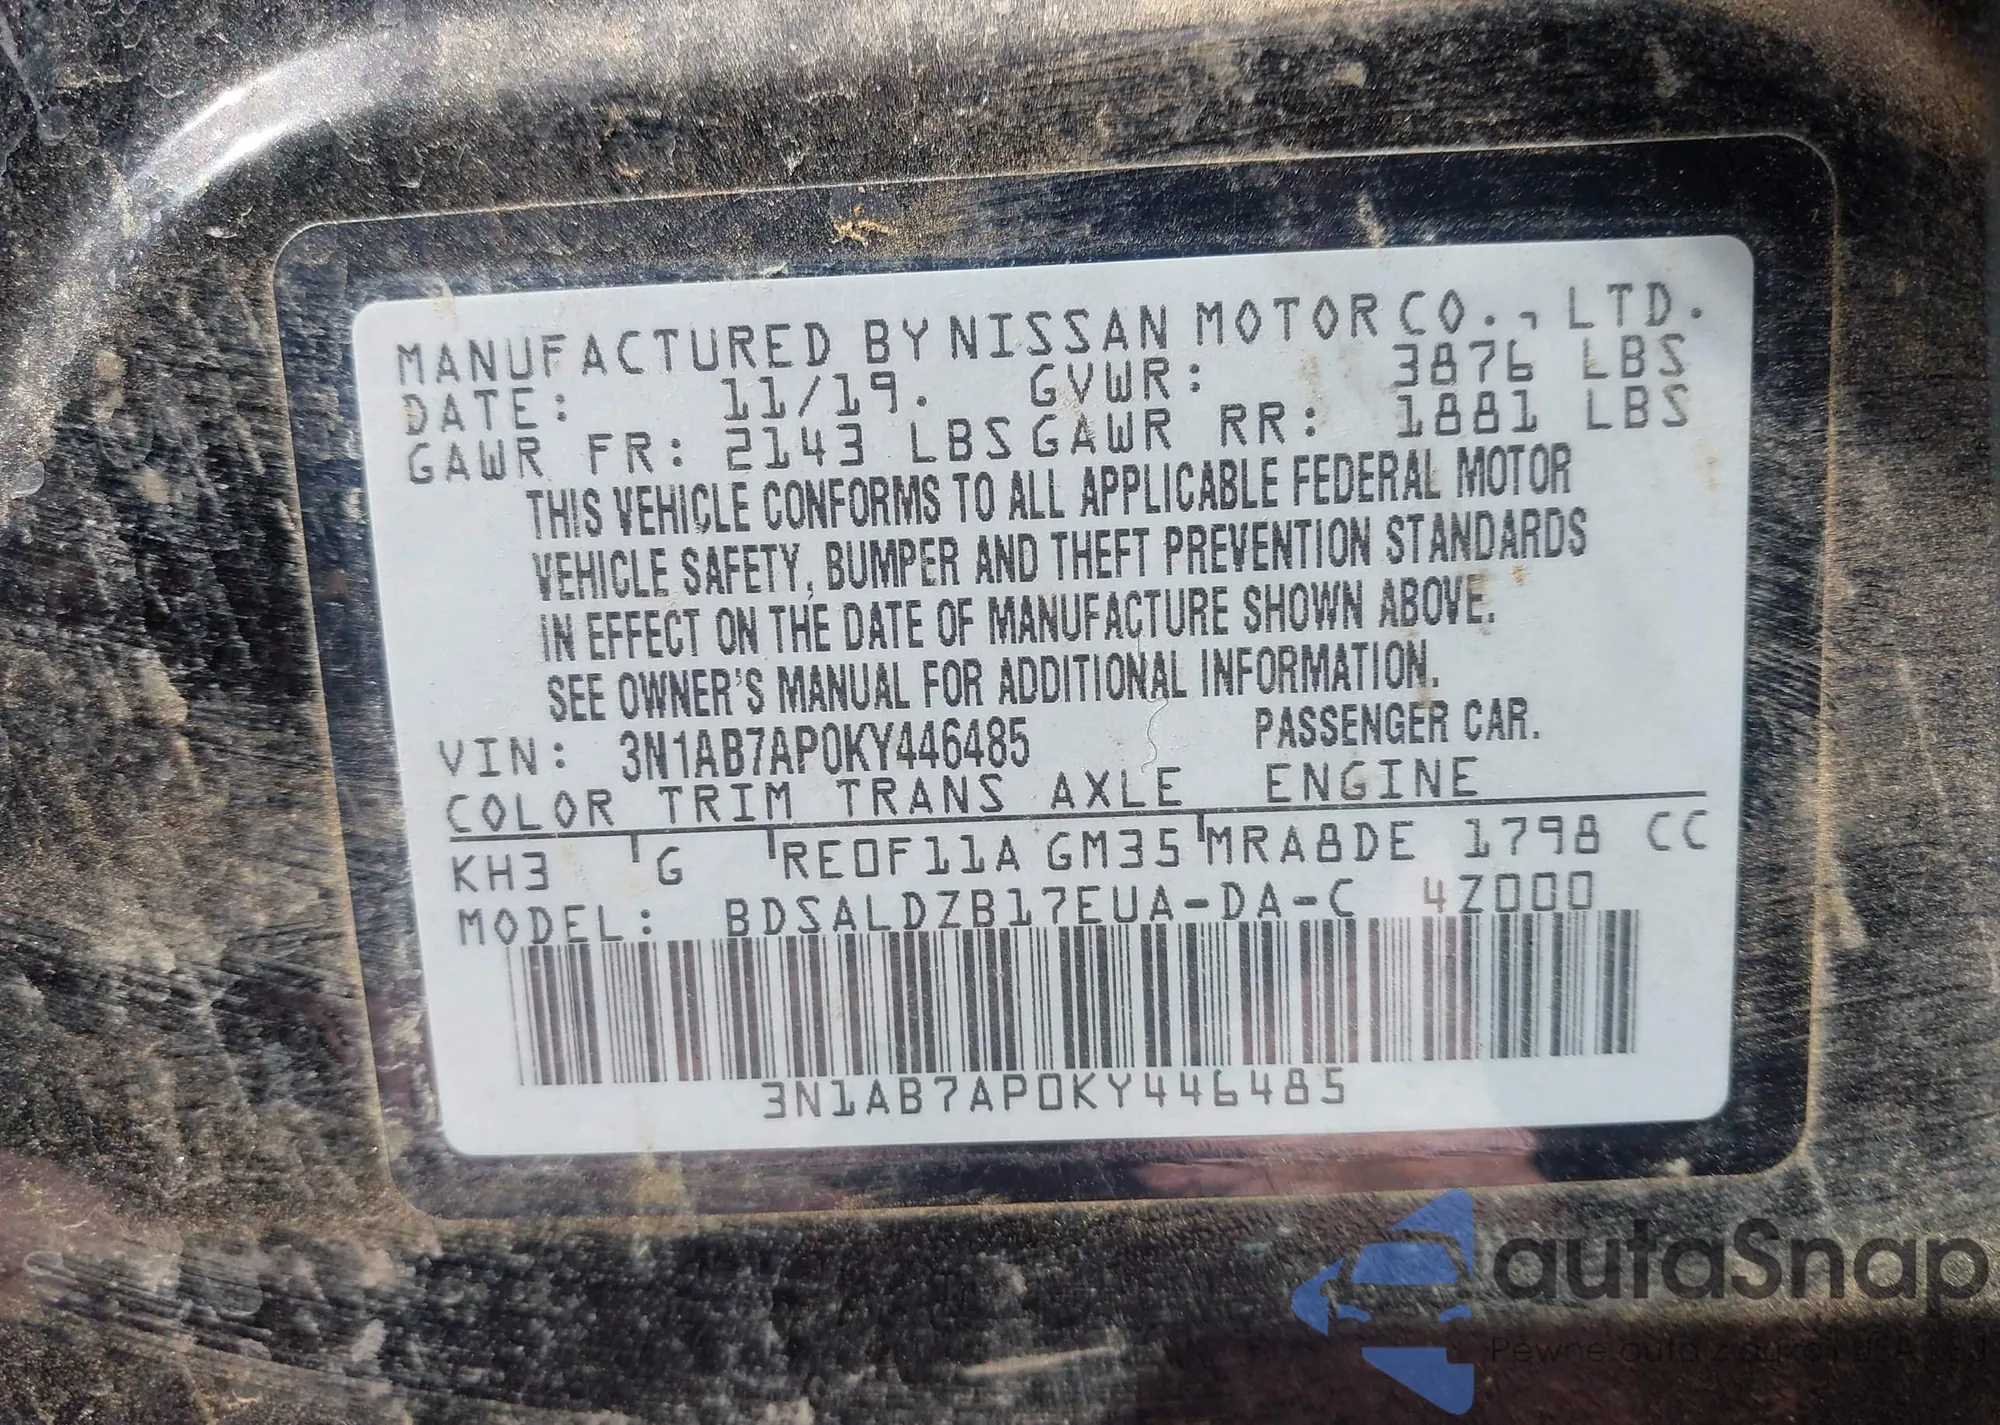 MANUFACTURED BY NISSAN MOTOR CO., LTD.
DATE: 11/19. GVWR: 3876 LBS
GAWR FR: 2143 LBS GAWR RR: 1881 LBS
THIS VEHICLE CONFORMS TO ALL APPLICABLE FEDERAL MOTOR
VEHICLE SAFETY, BUMPER AND THEFT PREVENTION STANDARDS
IN EFFECT ON THE DATE OF MANUFACTURE SHOWN ABOVE.
SEE OWNER'S MANUAL FOR ADDITIONAL INFORMATION.
VIN: 3N1AB7AP0KY446485 PASSENGER CAR.
COLOR TRIM TRANS AXLE ENGINE
KH3 G RE0F11A GM35 MRA8DE 1798 CC
MODEL: BDSALDZB17EUA-DA-C 4Z000
3N1AB7AP0KY446485
autaSnap
Pewne auta z aukcji